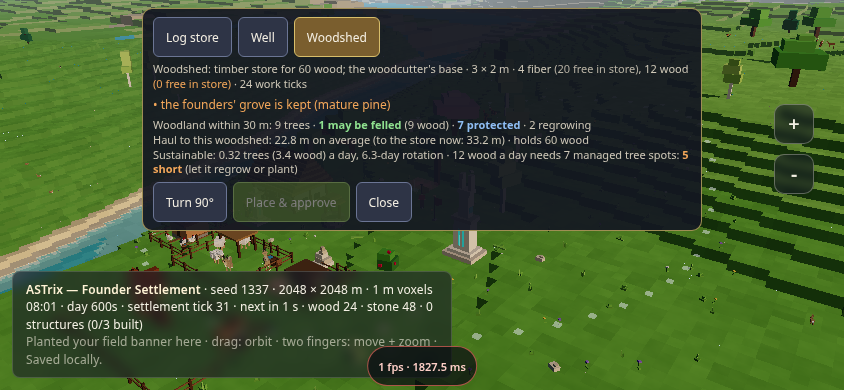 Log store
Well
Woodshed
Woodshed: timber store for 60 wood; the woodcutter's base · 3 × 2 m · 4 fiber (20 free in store), 12 wood
(0 free in store) · 24 work ticks
• the founders' grove is kept (mature pine)
Woodland within 30 m: 9 trees · 1 may be felled (9 wood) · 7 protected · 2 regrowing
Haul to this woodshed: 22.8 m on average (to the store now: 33.2 m) · holds 60 wood
Sustainable: 0.32 trees (3.4 wood) a day, 6.3-day rotation · 12 wood a day needs 7 managed tree spots: 5
short (let it regrow or plant)
Turn 90°
Place & approve
Close
+
-
ASTrix — Founder Settlement · seed 1337 · 2048 × 2048 m · 1 m voxels
08:01 · day 600s · settlement tick 31 · next in 1 s · wood 24 · stone 48 · 0
structures (0/3 built)
Planted your field banner here · drag: orbit · two fingers: move + zoom ·
Saved locally.
1 fps · 1827.5 ms